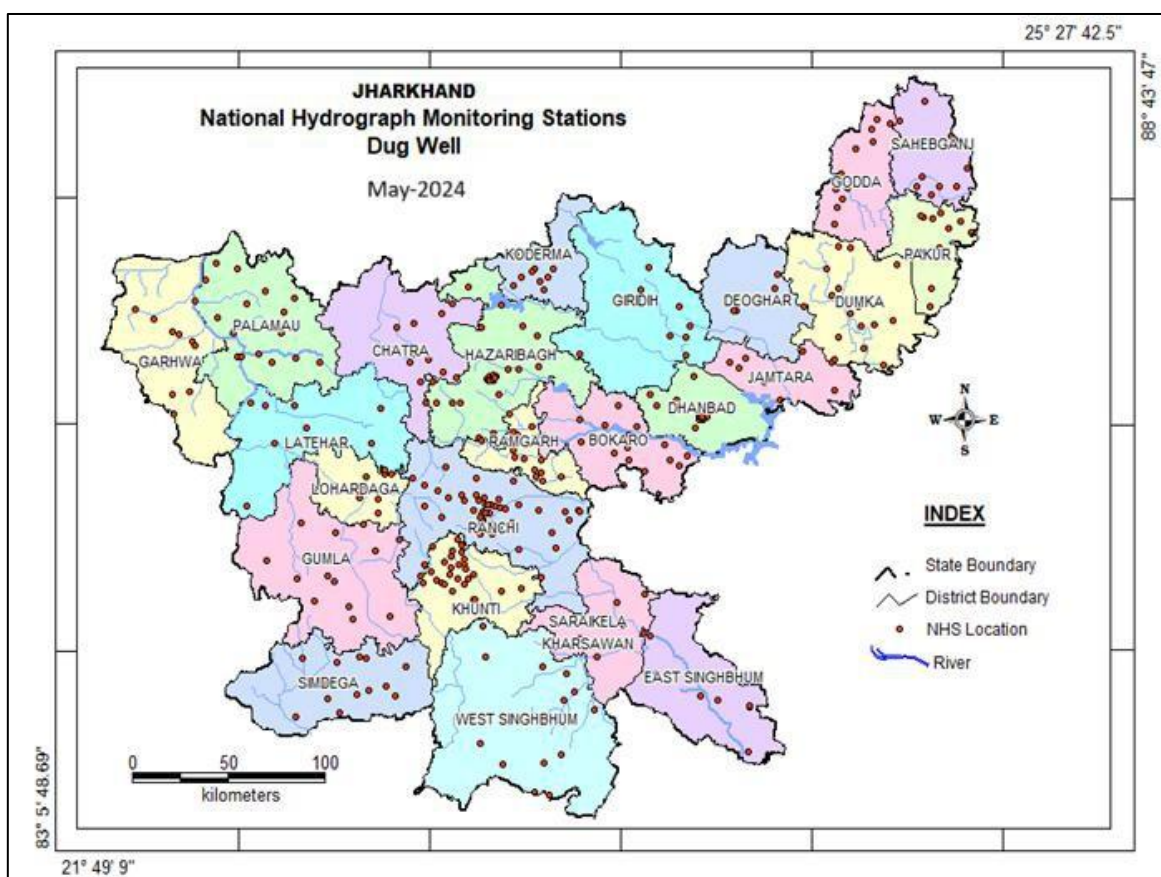 25° 27' 42.5"
88° 43' 47"
JHARKHAND
National Hydrograph Monitoring Stations
Dug Well
May-2024
SAHEBGANJ
GODDA
PAKUR
KODERMA
GIRIDIH
DEOGHAR
DUMKA
PALAMAU
GARHWA
CHATRA
HAZARIBAGH
JAMTARA
DHANBAD
LATEHAR
RAMGARH
BOKARO
LOHARDAGA
RANCHI
GUMLA
KHUNTI
SARAIKELA
KHARSAWAN
SIMDEGA
EAST SINGHBHUM
WEST SINGHBHUM
N
W E
S
INDEX
State Boundary
District Boundary
NHS Location
River
0 50 100
kilometers
83° 5' 48.69"
21° 49' 9"